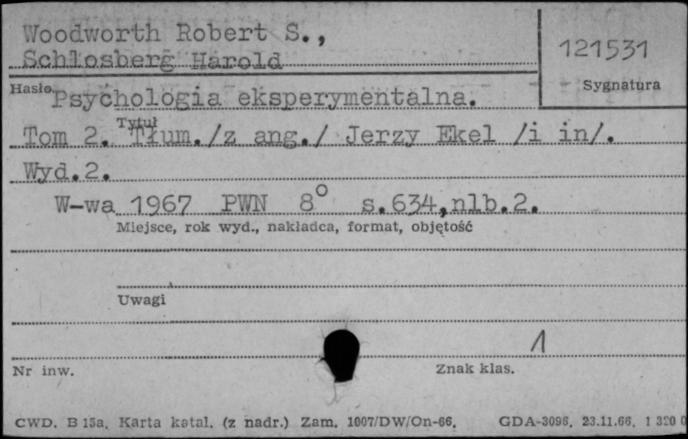 Woodworth Robert S.,
Schlosberg Harold
121531
Sygnatura
Hasło
Psychologia eksperymentalna.
Tytuł
Tom 2. Tłum./z ang./ Jerzy Ekel /i in/.
Wyd.2.
W-wa 1967 PWN 8° s.634,nlb.2.
Miejsce, rok wyd., nakładca, format, objętość
Uwagi
1
Nr inw.
Znak klas.
CWD. B 15a. Karta katal. (z nadr.) Zam. 1007/DW/On-66. GDA-3096. 23.11.66. 1 320 0